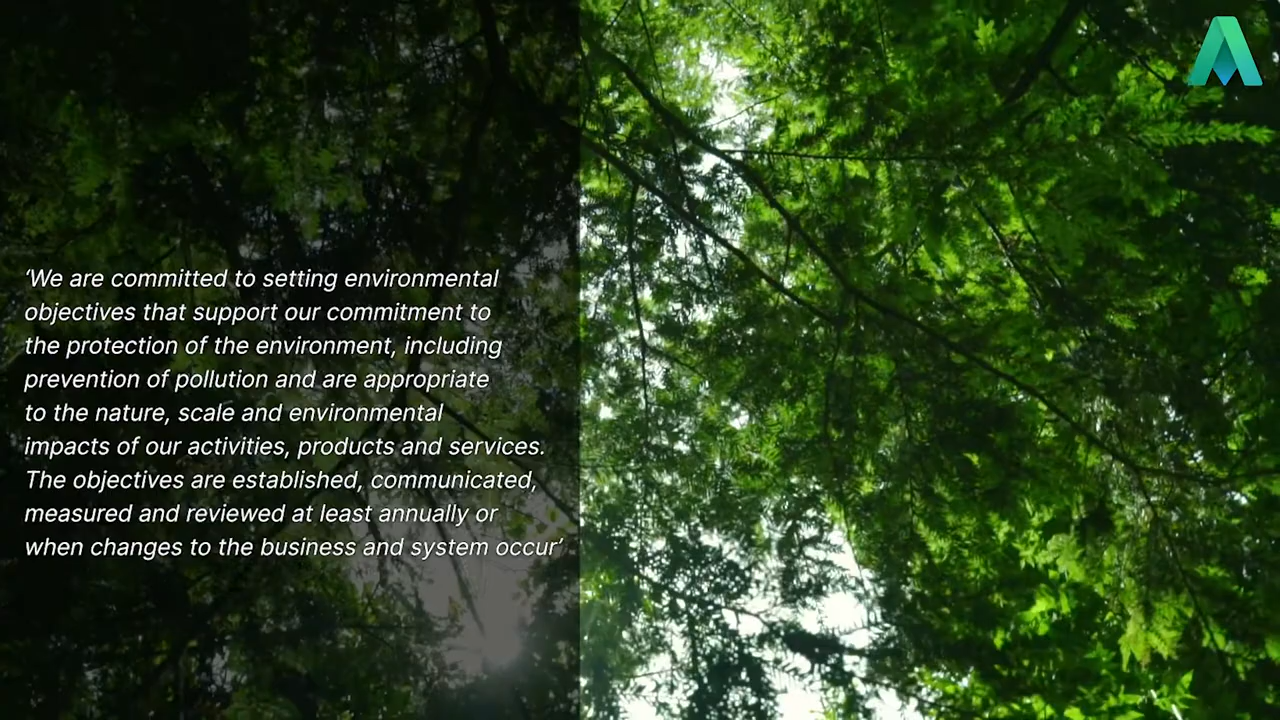 ‘We are committed to setting environmental
objectives that support our commitment to
the protection of the environment, including
prevention of pollution and are appropriate
to the nature, scale and environmental
impacts of our activities, products and services.
The objectives are established, communicated,
measured and reviewed at least annually or
when changes to the business and system occur’